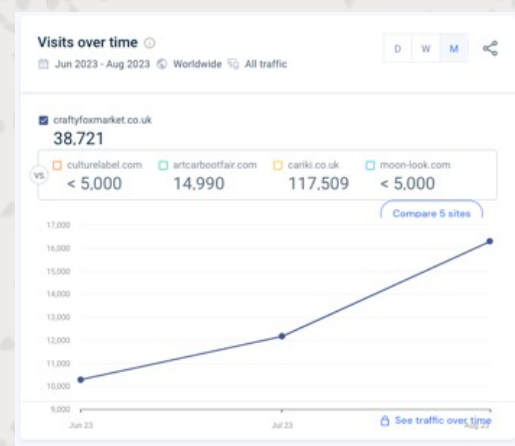 Visits over time
D W M
Jun 2023 - Aug 2023 Worldwide All traffic
craftyfoxmarket.co.uk
38,721
vs
culturelabel.com artcarbootfair.com cariki.co.uk moon-look.com
< 5,000 14,990 117,509 < 5,000
Compare 5 sites
17,000
16,000
15,000
14,000
13,000
12,000
11,000
10,000
9,000
Jun 23 Jul 23 Aug 23
See traffic over time